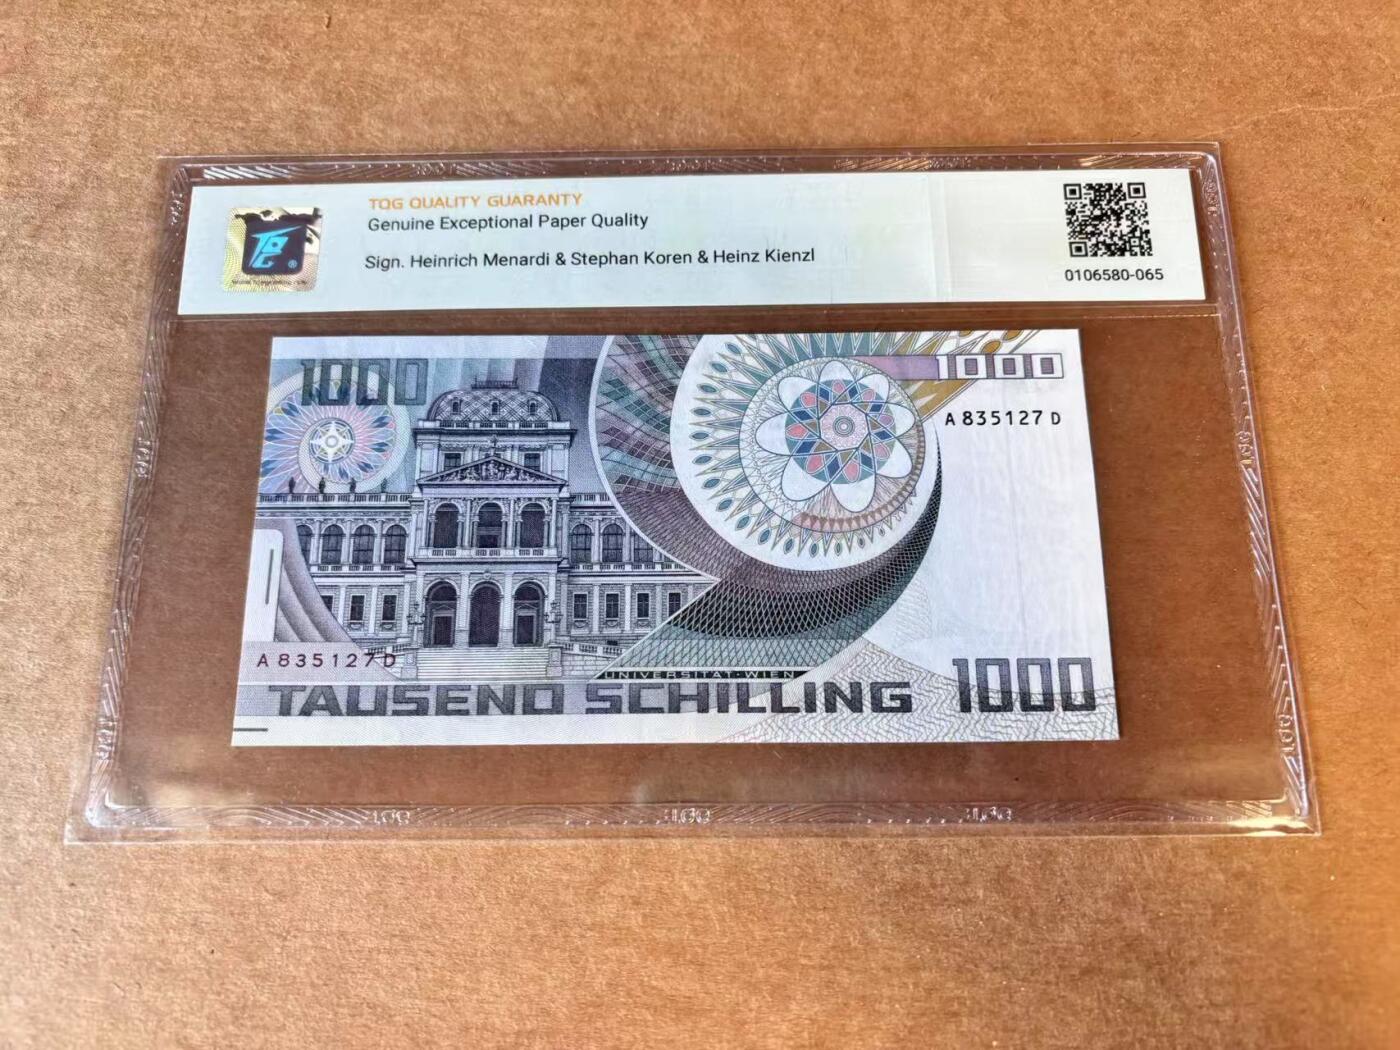 TQG QUALITY GUARANTY
Genuine Exceptional Paper Quality
Sign. Heinrich Menardi & Stephan Koren & Heinz Kienzl
0106580-065
1000
1000
A 835127 D
A 835127 D
UNIVERSITÄT·WIEN
TAUSEND SCHILLING 1000